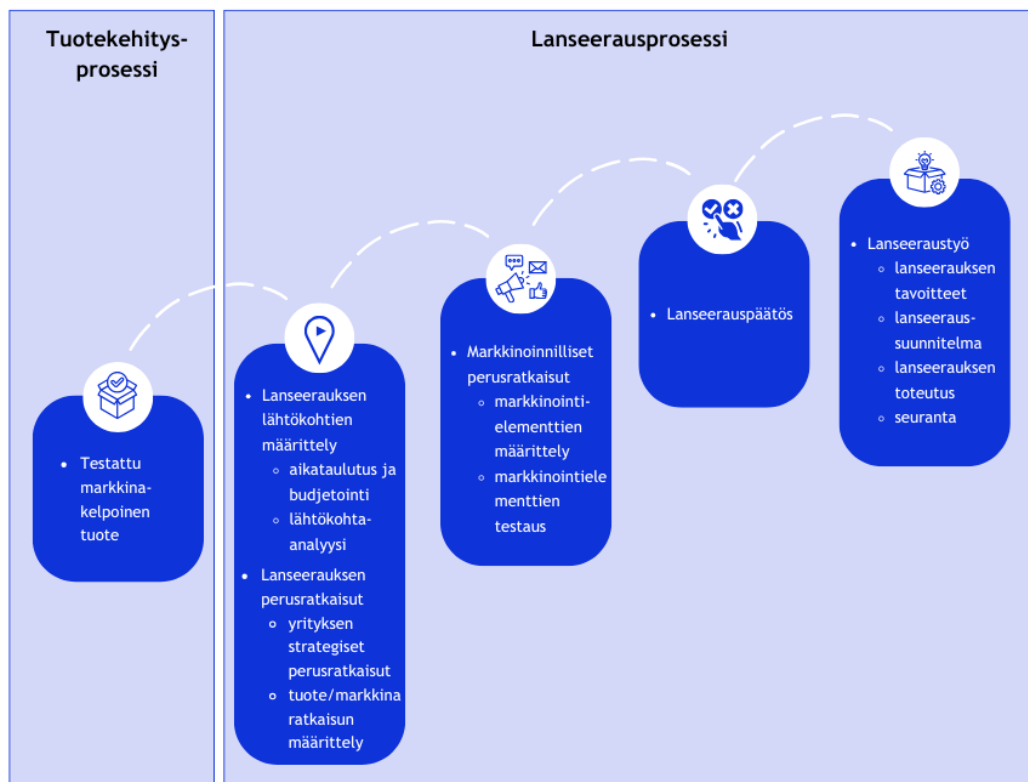 Tuotekehitys-
prosessi
Lanseerausprosessi
• Testattu
markkina-
kelpoinen
tuote
• Lanseerauksen
lähtökohtien
määrittely
○ aikataulutus ja
budjetointi
○ lähtökohta-
analyysi
• Lanseerauksen
perusratkaisut
○ yrityksen
strategiset
perusratkaisut
○ tuote/markkina
ratkaisun
määrittely
• Markkinoinnilliset
perusratkaisut
○ markkinointi-
elementtien
määrittely
○ markkinointiele
menttien
testaus
• Lanseerauspäätös
• Lanseeraustyö
○ lanseerauksen
tavoitteet
○ lanseeraus-
suunnitelma
○ lanseerauksen
toteutus
○ seuranta